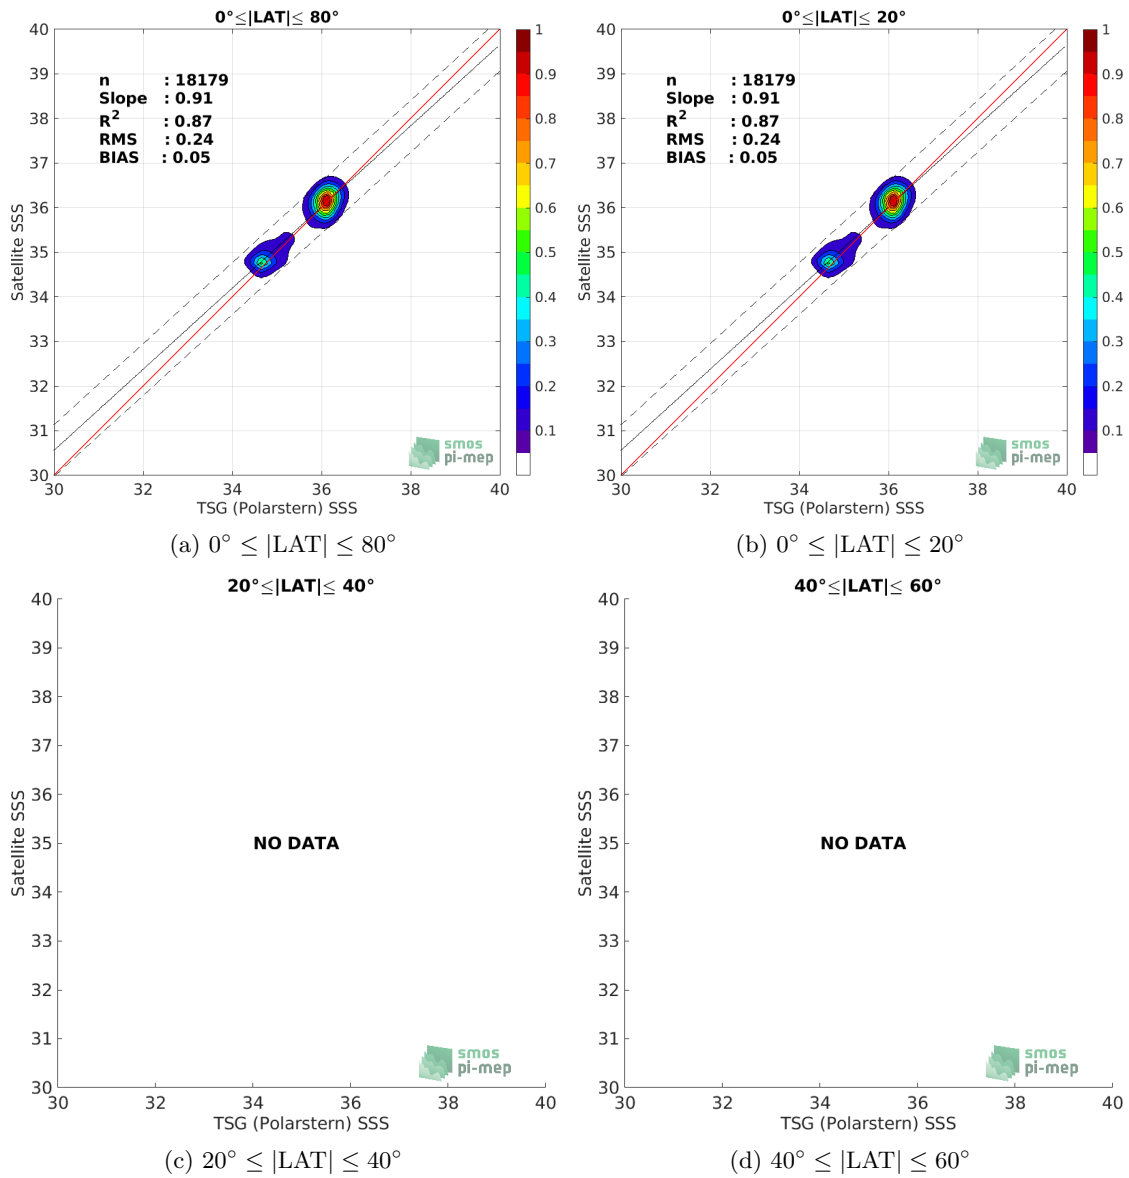 0°≤|LAT|≤ 80°
40
39
38
37
36
35
34
33
32
31
30
Satellite SSS
n : 18179
Slope : 0.91
R2 : 0.87
RMS : 0.24
BIAS : 0.05
smos
pi-mep
30 32 34 36 38 40
TSG (Polarstern) SSS
1
0.9
0.8
0.7
0.6
0.5
0.4
0.3
0.2
0.1
(a) 0° ≤ |LAT| ≤ 80°
0°≤|LAT|≤ 20°
40
39
38
37
36
35
34
33
32
31
30
Satellite SSS
n : 18179
Slope : 0.91
R2 : 0.87
RMS : 0.24
BIAS : 0.05
smos
pi-mep
30 32 34 36 38 40
TSG (Polarstern) SSS
1
0.9
0.8
0.7
0.6
0.5
0.4
0.3
0.2
0.1
(b) 0° ≤ |LAT| ≤ 20°
20°≤|LAT|≤ 40°
40
39
38
37
36
35
34
33
32
31
30
Satellite SSS
NO DATA
smos
pi-mep
30 32 34 36 38 40
TSG (Polarstern) SSS
(c) 20° ≤ |LAT| ≤ 40°
40°≤|LAT|≤ 60°
40
39
38
37
36
35
34
33
32
31
30
Satellite SSS
NO DATA
smos
pi-mep
30 32 34 36 38 40
TSG (Polarstern) SSS
(d) 40° ≤ |LAT| ≤ 60°